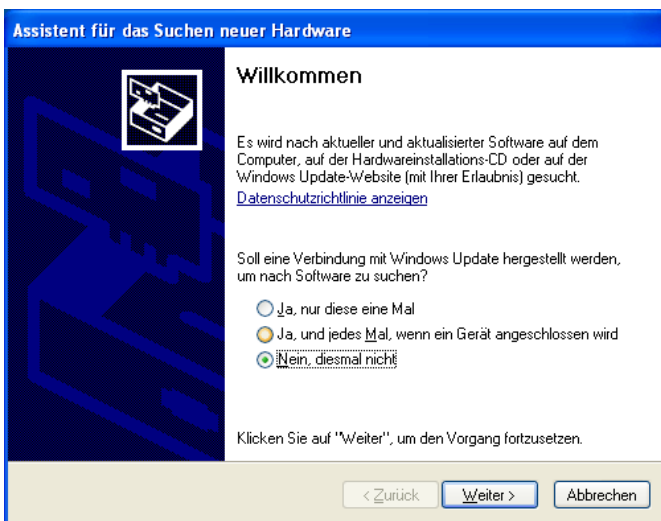 Assistent für das Suchen neuer Hardware
Willkommen
Es wird nach aktueller und aktualisierter Software auf dem
Computer, auf der Hardwareinstallations-CD oder auf der
Windows Update-Website (mit Ihrer Erlaubnis) gesucht.
Datenschutzrichtlinie anzeigen
Soll eine Verbindung mit Windows Update hergestellt werden,
um nach Software zu suchen?
Ja, nur diese eine Mal
Ja, und jedes Mal, wenn ein Gerät angeschlossen wird
Nein, diesmal nicht
Klicken Sie auf "Weiter", um den Vorgang fortzusetzen.
< Zurück Weiter > Abbrechen